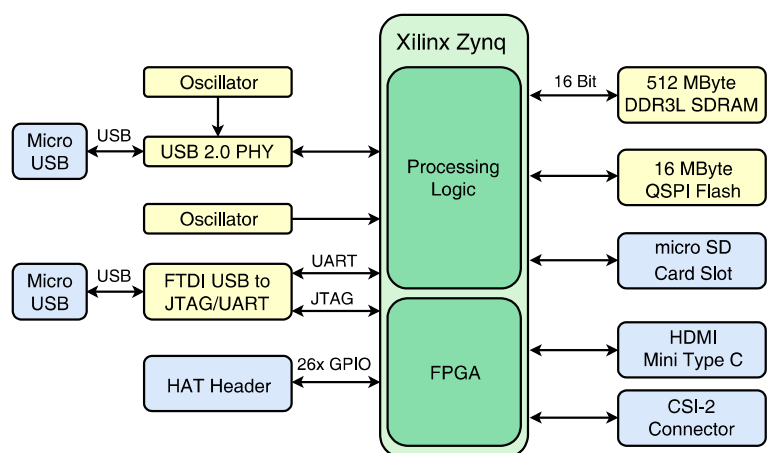 Xilinx Zynq
Oscillator
16 Bit
512 MByte
DDR3L SDRAM
Micro
USB
USB
USB 2.0 PHY
Processing
Logic
16 MByte
QSPI Flash
Oscillator
micro SD
Card Slot
Micro
USB
USB
FTDI USB to
JTAG/UART
UART
JTAG
HDMI
Mini Type C
HAT Header
26x GPIO
FPGA
CSI-2
Connector